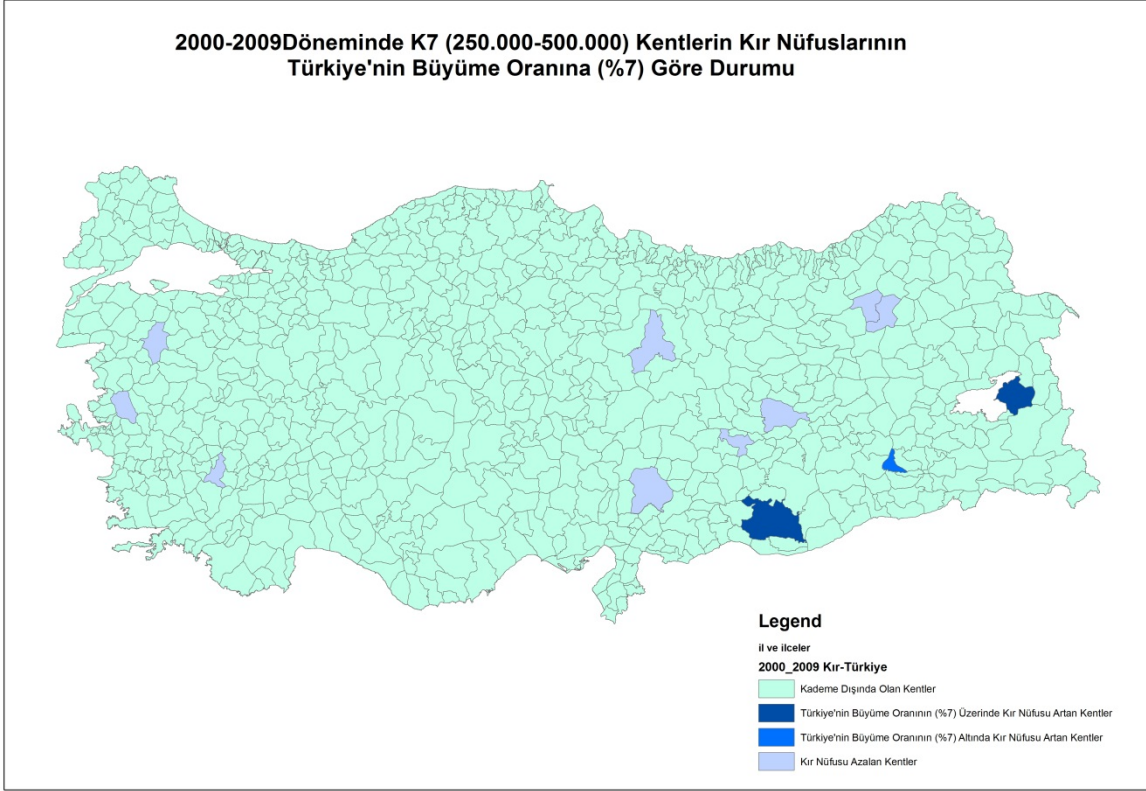 2000-2009Döneminde K7 (250.000-500.000) Kentlerin Kır Nüfuslarının
Türkiye'nin Büyüme Oranına (%7) Göre Durumu
Legend
il ve ilceler
2000_2009 Kır-Türkiye
Kademe Dışında Olan Kentler
Türkiye'nin Büyüme Oranının (%7) Üzerinde Kır Nüfusu Artan Kentler
Türkiye'nin Büyüme Oranının (%7) Altında Kır Nüfusu Artan Kentler
Kır Nüfusu Azalan Kentler